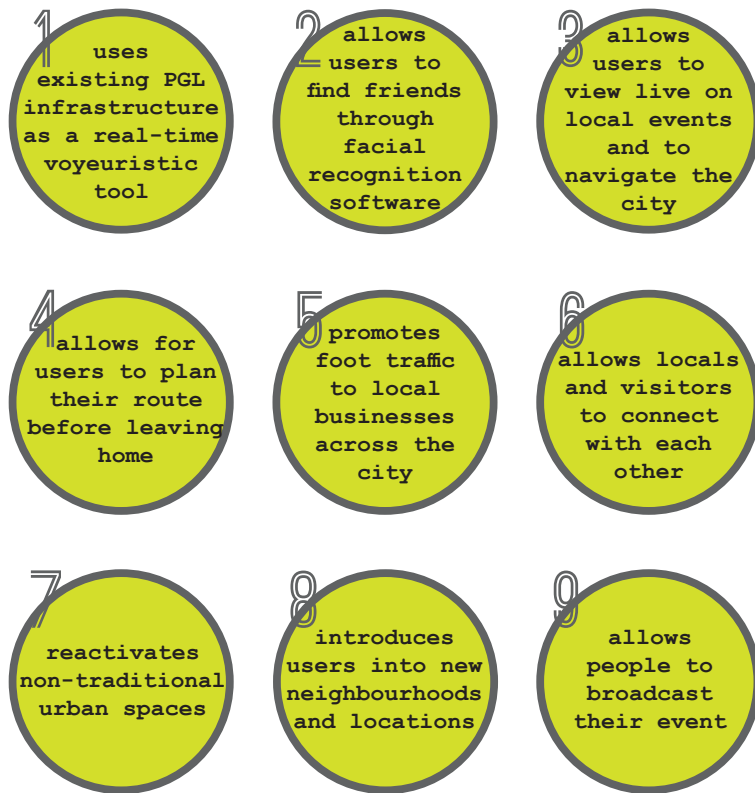 1
uses
existing PGL
infrastructure
as a real-time
voyeuristic
tool
2
allows
users to
find friends
through
facial
recognition
software
3
allows
users to
view live on
local events
and to
navigate the
city
4
allows for
users to plan
their route
before leaving
home
5
promotes
foot traffic
to local
businesses
across the
city
6
allows locals
and visitors
to connect
with each
other
7
reactivates
non-traditional
urban spaces
8
introduces
users into new
neighbourhoods
and locations
9
allows
people to
broadcast
their event